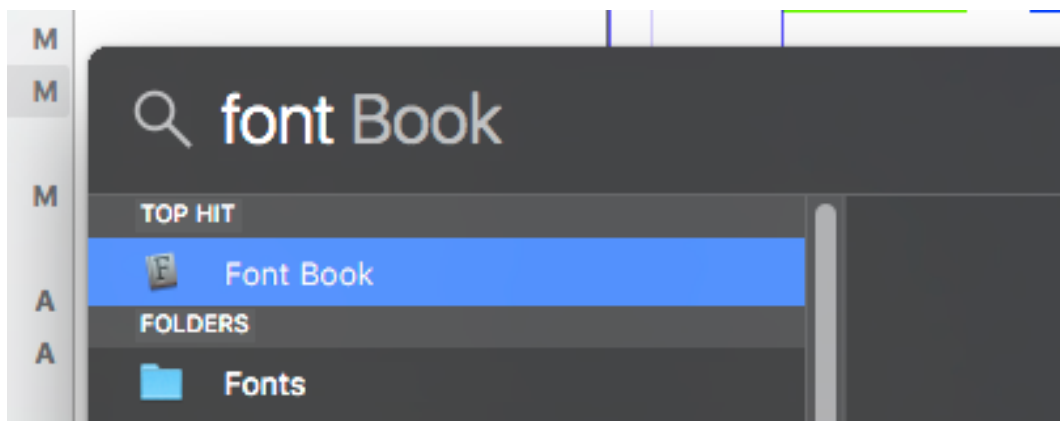 M
M
M
A
A
font Book
TOP HIT
Font Book
FOLDERS
Fonts